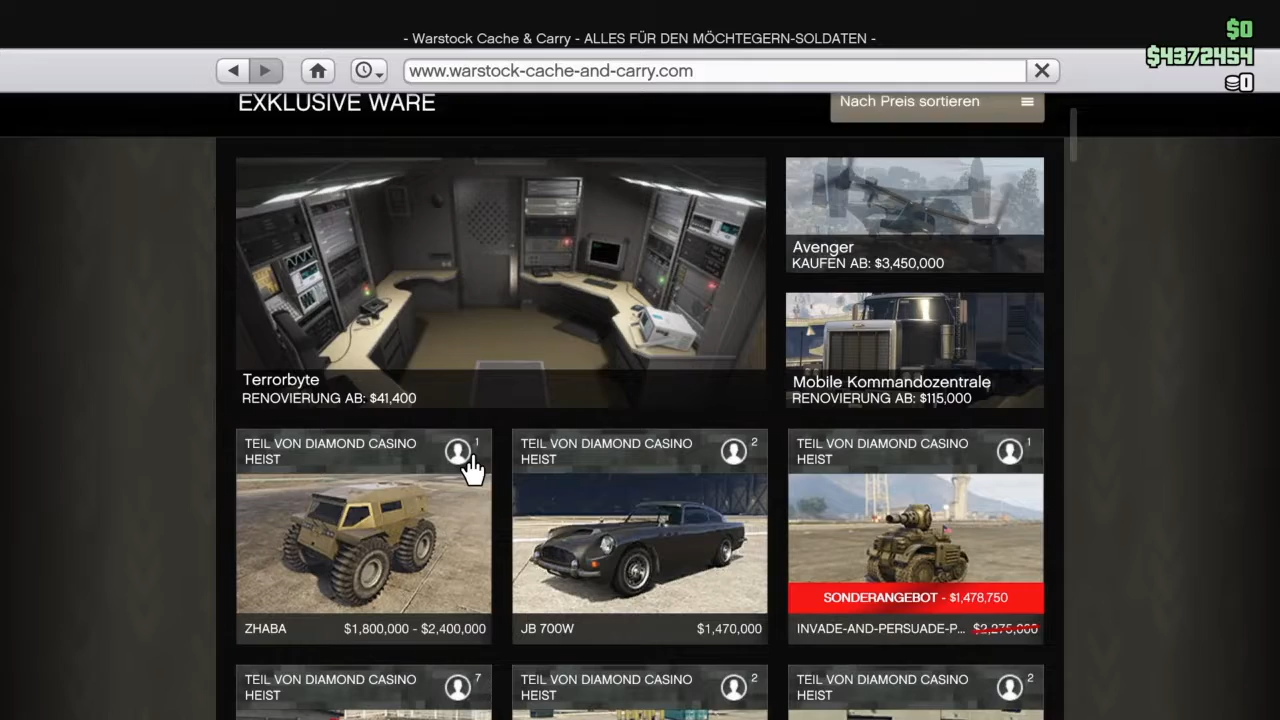 - Warstock Cache & Carry - ALLES FÜR DEN MÖCHTEGERN-SOLDATEN -
$0
$4372454
0
www.warstock-cache-and-carry.com
EXKLUSIVE WARE
Nach Preis sortieren
Terrorbyte
RENOVIERUNG AB: $41,400
Avenger
KAUFEN AB: $3,450,000
Mobile Kommandozentrale
RENOVIERUNG AB: $115,000
TEIL VON DIAMOND CASINO
HEIST
1
ZHABA $1,800,000 - $2,400,000
TEIL VON DIAMOND CASINO
HEIST
2
JB 700W $1,470,000
TEIL VON DIAMOND CASINO
HEIST
1
SONDERANGEBOT - $1,478,750
INVADE-AND-PERSUADE-P... $2,275,000
TEIL VON DIAMOND CASINO
HEIST
7
TEIL VON DIAMOND CASINO
HEIST
2
TEIL VON DIAMOND CASINO
HEIST
2